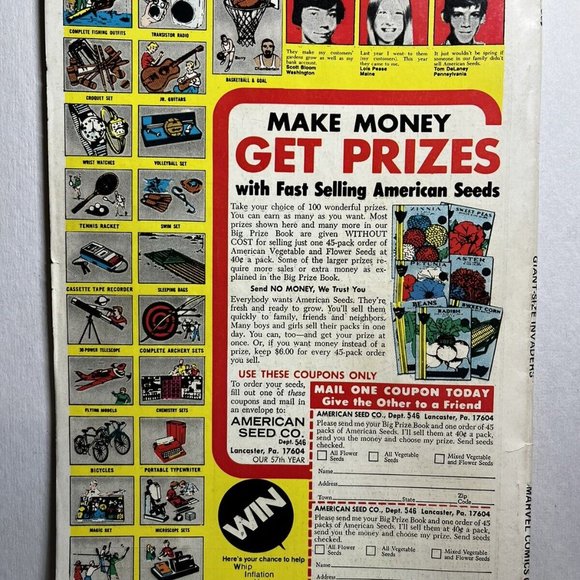 COMPLETE FISHING OUTFITS
TRANSISTOR RADIO
BASKETBALL & GOAL
They make my customers'
gardens grow as well as my
bank account.
Scott Bloom
Washington
Last year I went to them
(my customers). This year
they came to me.
Lois Pease
Maine
It just wouldn't be spring if
someone in our family didn't
sell American Seeds.
Tom DeLaney
Pennsylvania
CROQUET SET
JR. GUITARS
WRIST WATCHES
VOLLEYBALL SET
TENNIS RACKET
SWIM SET
CASSETTE TAPE RECORDER
SLEEPING BAGS
30-POWER TELESCOPE
COMPLETE ARCHERY SETS
FLYING MODELS
CHEMISTRY SETS
BICYCLES
PORTABLE TYPEWRITER
MAGIC SET
MICROSCOPE SETS
MAKE MONEY
GET PRIZES
with Fast Selling American Seeds
Take your choice of 100 wonderful prizes.
You can earn as many as you want. Most
prizes shown here and many more in our
Big Prize Book are given WITHOUT
COST for selling just one 45-pack order of
American Vegetable and Flower Seeds at
40¢ a pack. Some of the larger prizes re-
quire more sales or extra money as ex-
plained in the Big Prize Book.
Send NO MONEY, We Trust You
Everybody wants American Seeds. They're
fresh and ready to grow. You'll sell them
quickly to family, friends and neighbors.
Many boys and girls sell their packs in one
day. You can, too—and get your prize at
once. Or, if you want money instead of a
prize, keep $6.00 for every 45-pack order
you sell.
ZINNIA
SWEET PEAS
ASTER
BEANS
RADISH
SWEET CORN
USE THESE COUPONS ONLY
To order your seeds,
fill out one of these
coupons and mail in
an envelope to:
AMERICAN
SEED CO.
Dept. 546
Lancaster, Pa. 17604
OUR 57th YEAR
MAIL ONE COUPON TODAY
Give the Other to a Friend
AMERICAN SEED CO., Dept. 546 Lancaster, Pa. 17604
Please send me your Big Prize Book and one order of 45
packs of American Seeds. I'll sell them at 40¢ a pack,
send you the money and choose my prize. Send seeds
checked.
All Flower
Seeds
All Vegetable
Seeds
Mixed Vegetable
and Flower Seeds
Name
Address
Town
State
Zip
Code
AMERICAN SEED CO., Dept. 546 Lancaster, Pa. 17604
Please send me your Big Prize Book and one order of 45
packs of American Seeds. I'll sell them at 40¢ a pack,
send you the money and choose my prize. Send seeds
checked.
All Flower
Seeds
All Vegetable
Seeds
Mixed Vegetable
and Flower Seeds
Name
Address
WIN
Here's your chance to help
Whip
Inflation
GIANT-SIZE INVADERS
MARVEL COMICS